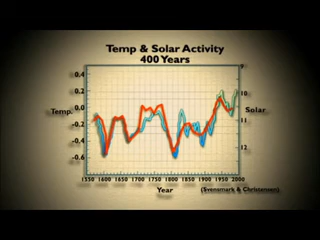 Temp & Solar Activity
400 Years
0.4
0.2
0.0
-0.2
-0.4
-0.6
Temp.
9
10
11
12
Solar
1550 1600 1650 1700 1750 1800 1850 1900 1950 2000
Year
(Svensmark & Christensen)